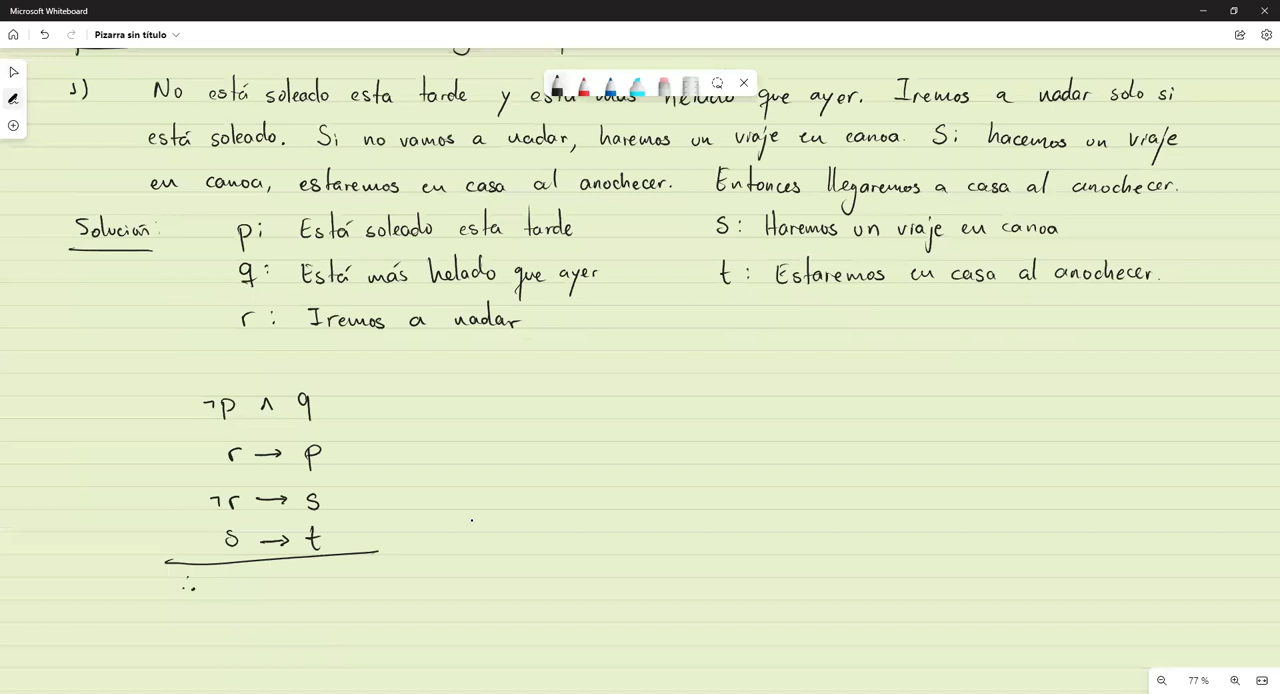 Microsoft Whiteboard
Pizarra sin título
1) No está soleado esta tarde y está más helado que ayer. Iremos a nadar solo si
está soleado. Si no vamos a nadar, haremos un viaje en canoa. Si hacemos un viaje
en canoa, estaremos en casa al anochecer. Entonces llegaremos a casa al anochecer.
Solución: p: Está soleado esta tarde s: Haremos un viaje en canoa
q: Está más helado que ayer t: Estaremos en casa al anochecer.
r: Iremos a nadar
¬p ∧ q
r → p
¬r → s
s → t
∴
77 %